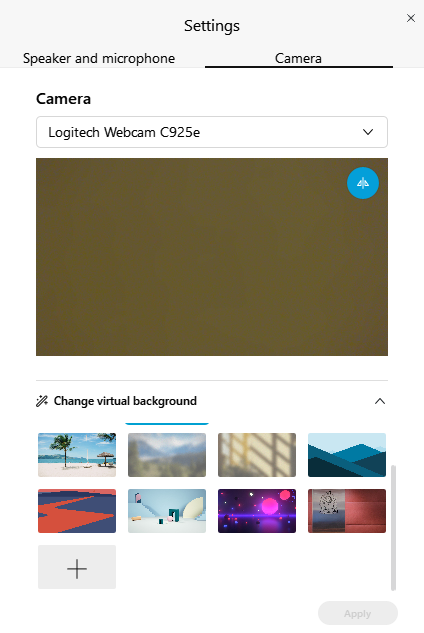 Settings
Speaker and microphone
Camera
Camera
Logitech Webcam C925e
Change virtual background
Apply